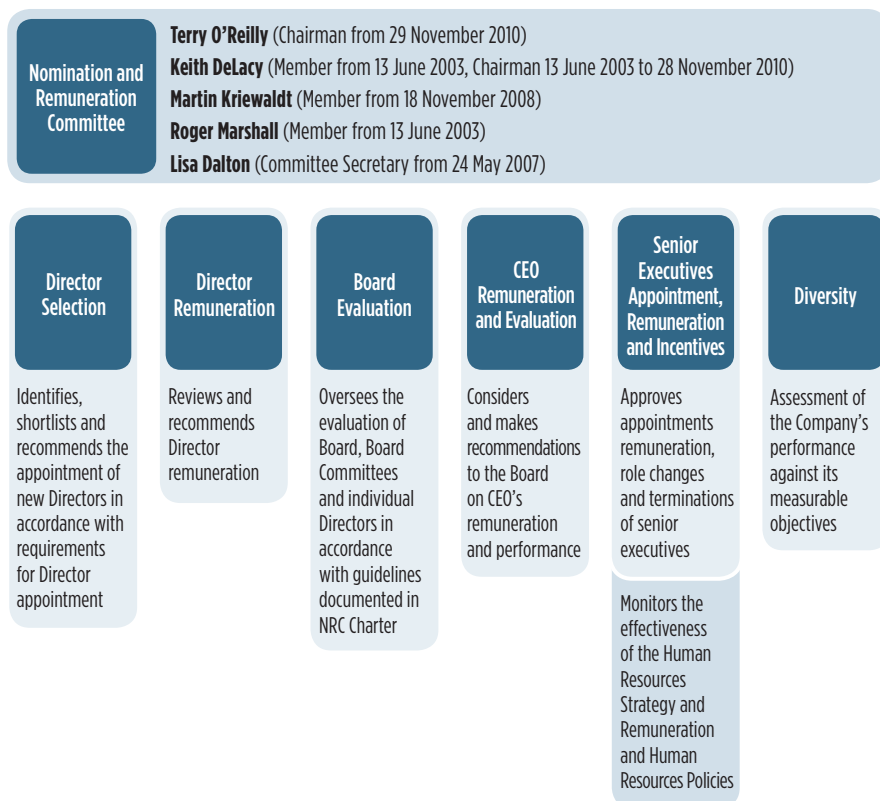 Nomination and
Remuneration
Committee
Terry O'Reilly (Chairman from 29 November 2010)
Keith DeLacy (Member from 13 June 2003, Chairman 13 June 2003 to 28 November 2010)
Martin Kriewaldt (Member from 18 November 2008)
Roger Marshall (Member from 13 June 2003)
Lisa Dalton (Committee Secretary from 24 May 2007)
Director
Selection
Identifies,
shortlists and
recommends the
appointment of
new Directors in
accordance with
requirements
for Director
appointment
Director
Remuneration
Reviews and
recommends
Director
remuneration
Board
Evaluation
Oversees the
evaluation of
Board, Board
Committees
and individual
Directors in
accordance
with guidelines
documented in
NRC Charter
CEO
Remuneration
and Evaluation
Considers
and makes
recommendations
to the Board
on CEO's
remuneration
and performance
Senior
Executives
Appointment,
Remuneration
and Incentives
Approves
appointments
remuneration,
role changes
and terminations
of senior
executives
Monitors the
effectiveness
of the Human
Resources
Strategy and
Remuneration
and Human
Resources Policies
Diversity
Assessment of
the Company's
performance
against its
measurable
objectives